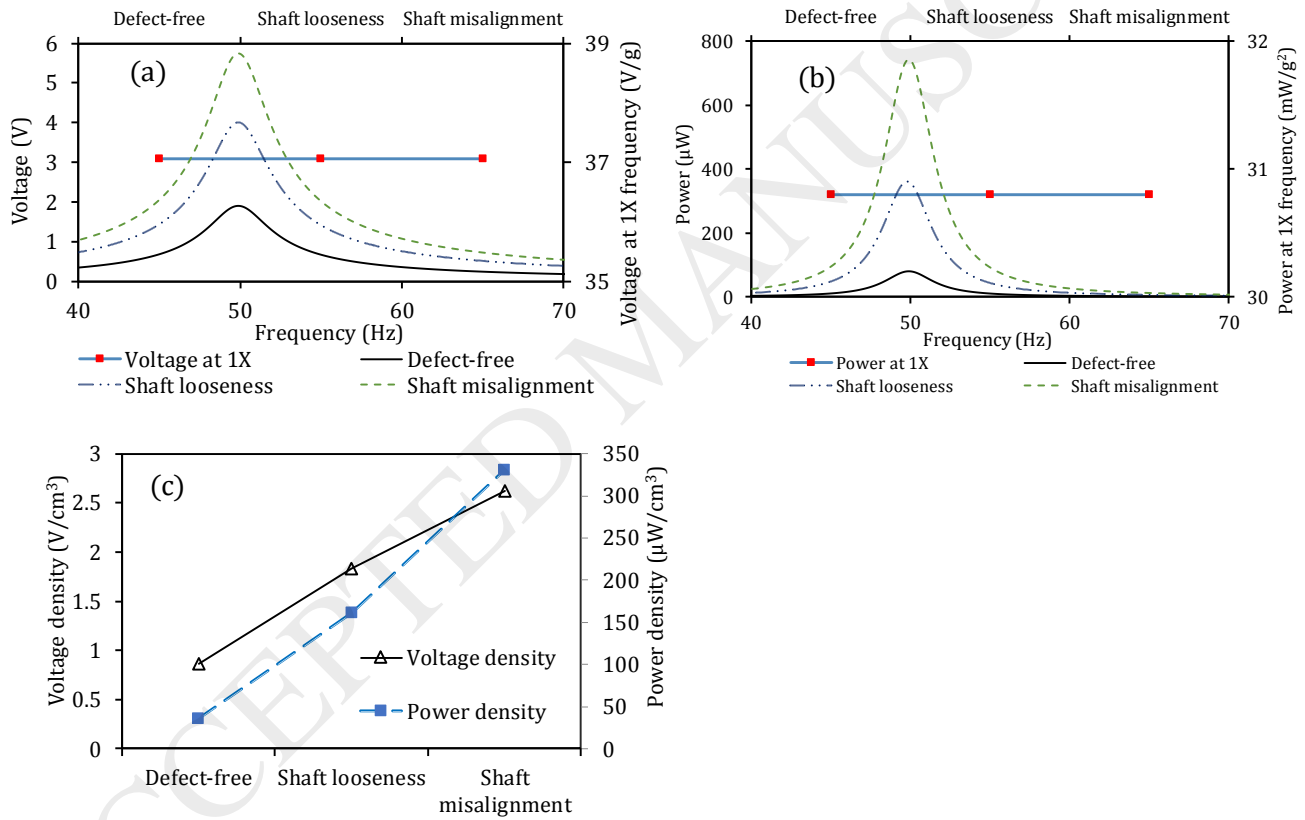 Defect-free Shaft looseness Shaft misalignment
(a)
6
5
4
3
2
1
0
Voltage (V)
39
37
35
Voltage at 1X frequency (V/g)
40 50 60 70
Frequency (Hz)
Voltage at 1X Defect-free
Shaft looseness Shaft misalignment
Defect-free Shaft looseness Shaft misalignment
(b)
800
600
400
200
0
Power (µW)
32
31
30
Power at 1X frequency (mW/g²)
40 50 60 70
Frequency (Hz)
Power at 1X Defect-free
Shaft looseness Shaft misalignment
(c)
3
2.5
2
1.5
1
0.5
0
Voltage density (V/cm³)
350
300
250
200
150
100
50
0
Power density (µW/cm³)
Voltage density
Power density
Defect-free Shaft looseness Shaft
misalignment
CCEPTED MANUSC